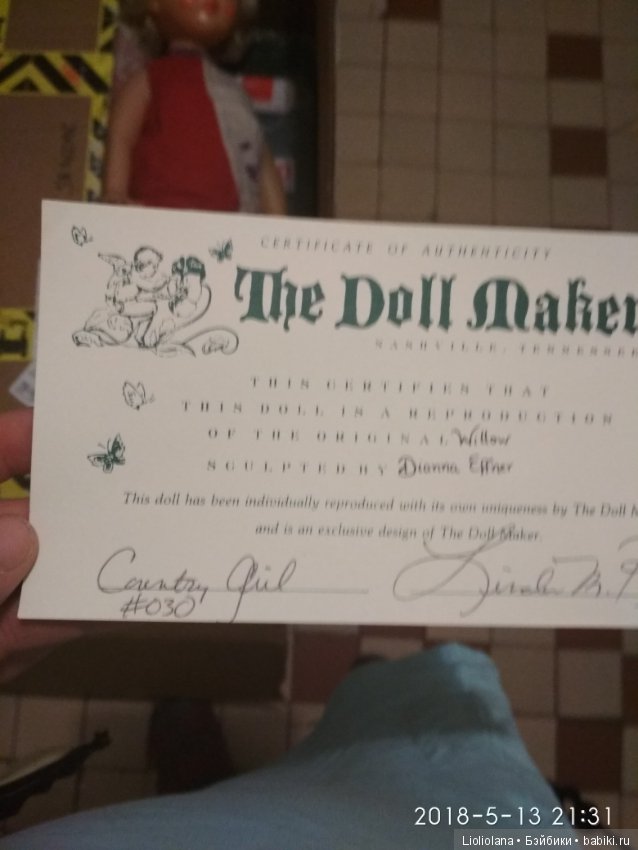 CERTIFICATE OF AUTHENTICITY
The Doll Maker
NASHVILLE, TENNESSEE
THIS CERTIFIES THAT
THIS DOLL IS A REPRODUCTION
OF THE ORIGINAL Willow
SCULPTED BY Dianna Effner
This doll has been individually reproduced with its own uniqueness by The Doll M
and is an exclusive design of The Doll Maker.
Country Girl
#030
Linda M.
2018-5-13 21:31
Lioliolana • Бэйбики • babiki.ru